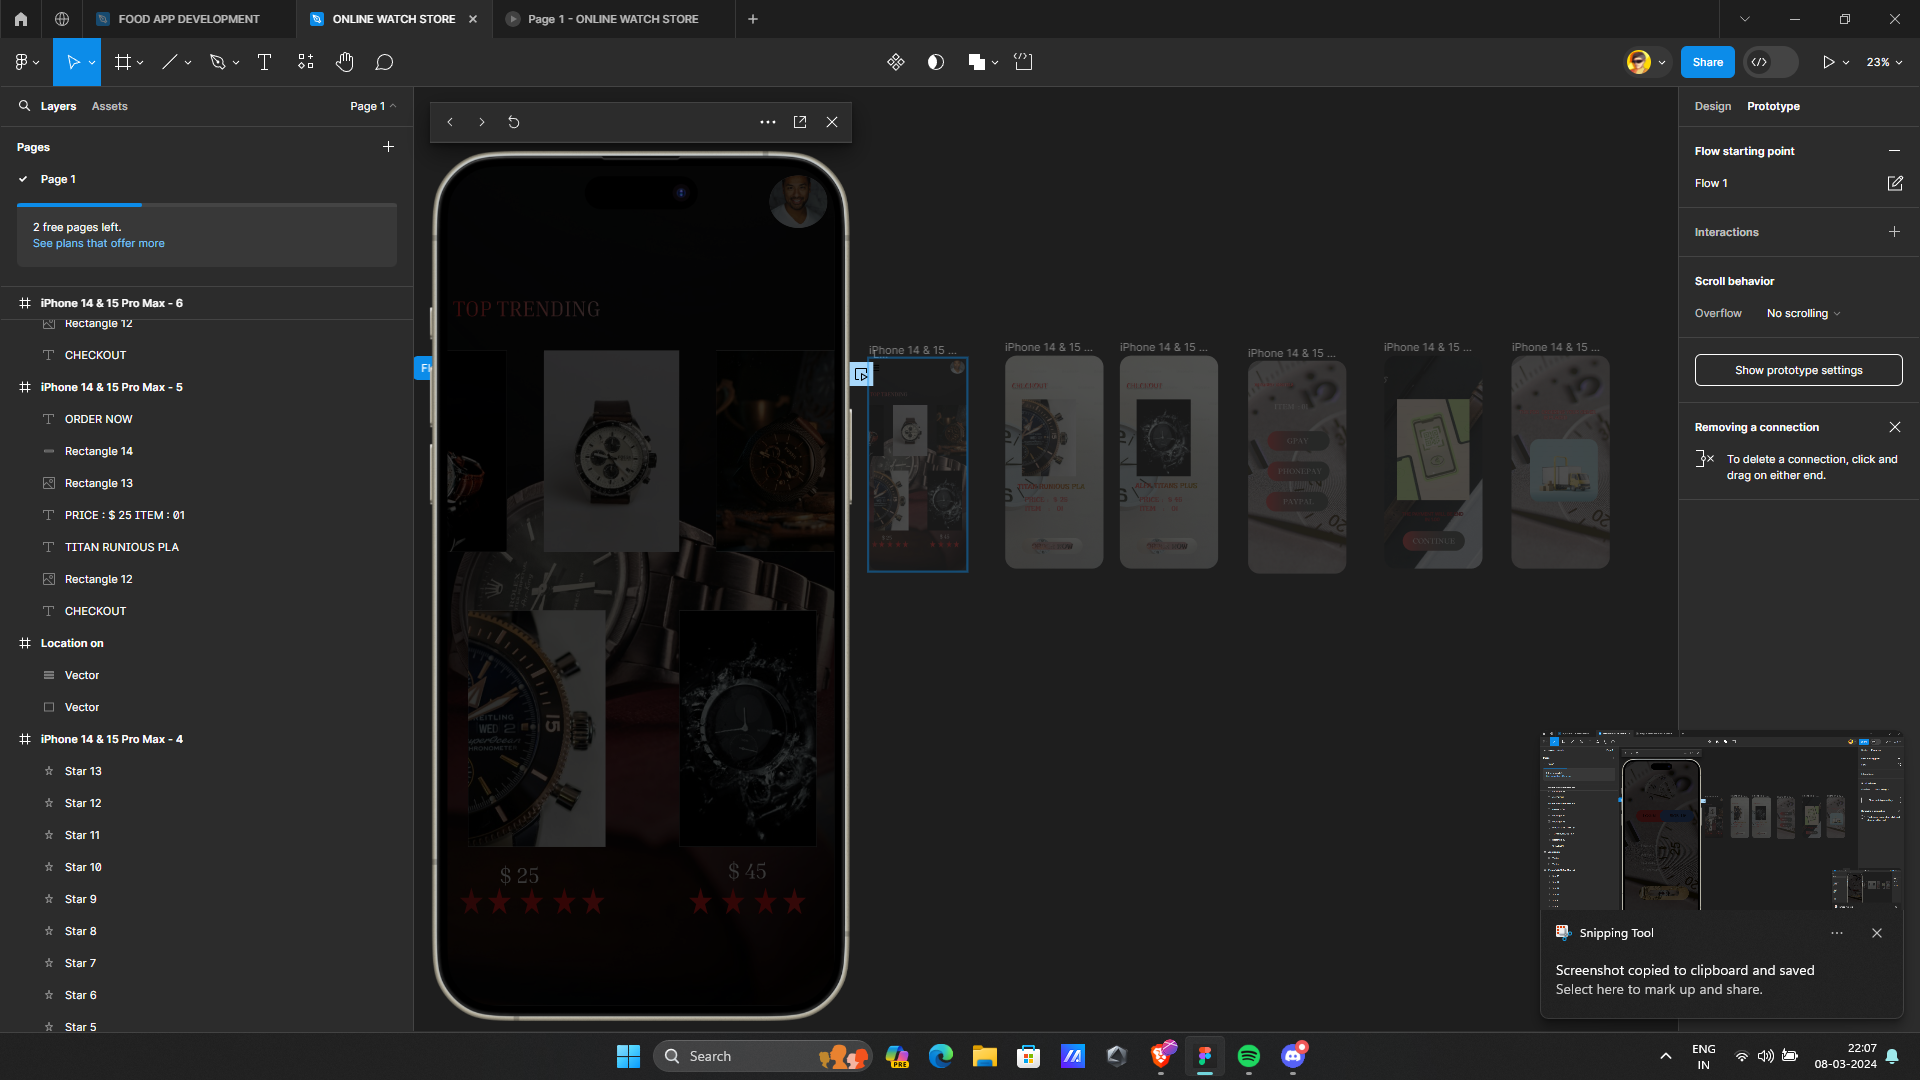 FOOD APP DEVELOPMENT
ONLINE WATCH STORE
Page 1 - ONLINE WATCH STORE
Share
23%
Layers
Assets
Page 1
Pages
Page 1
2 free pages left.
See plans that offer more
iPhone 14 & 15 Pro Max - 6
Rectangle 12
CHECKOUT
iPhone 14 & 15 Pro Max - 5
ORDER NOW
Rectangle 14
Rectangle 13
PRICE : $ 25 ITEM : 01
TITAN RUNIOUS PLA
Rectangle 12
CHECKOUT
Location on
Vector
Vector
iPhone 14 & 15 Pro Max - 4
Star 13
Star 12
Star 11
Star 10
Star 9
Star 8
Star 7
Star 6
Star 5
TOP TRENDING
$ 25
$ 45
iPhone 14 & 15 ...
iPhone 14 & 15 ...
iPhone 14 & 15 ...
iPhone 14 & 15 ...
iPhone 14 & 15 ...
iPhone 14 & 15 ...
GPAY
PHONEPAY
PAYPAL
CONTINUE
Design
Prototype
Flow starting point
Flow 1
Interactions
Scroll behavior
Overflow
No scrolling
Show prototype settings
Removing a connection
To delete a connection, click and
drag on either end.
Snipping Tool
Screenshot copied to clipboard and saved
Select here to mark up and share.
Search
PRE
ENG
IN
22:07
08-03-2024